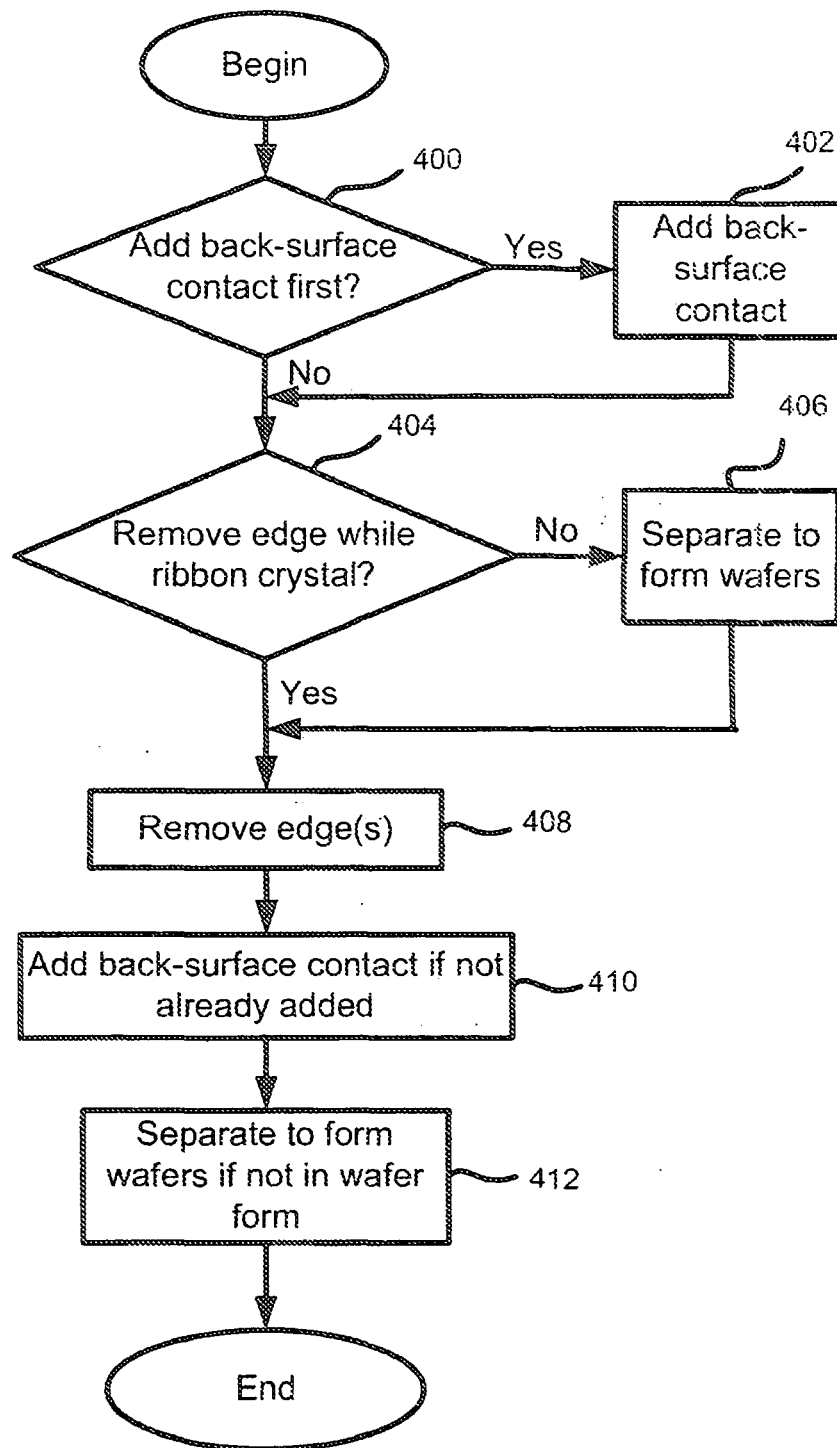 Begin
400
402
Add back-surface
contact first?
Yes
Add back-
surface
contact
No
404
406
Remove edge while
ribbon crystal?
No
Separate to
form wafers
Yes
Remove edge(s)
408
Add back-surface contact if not
already added
410
Separate to form
wafers if not in wafer
form
412
End